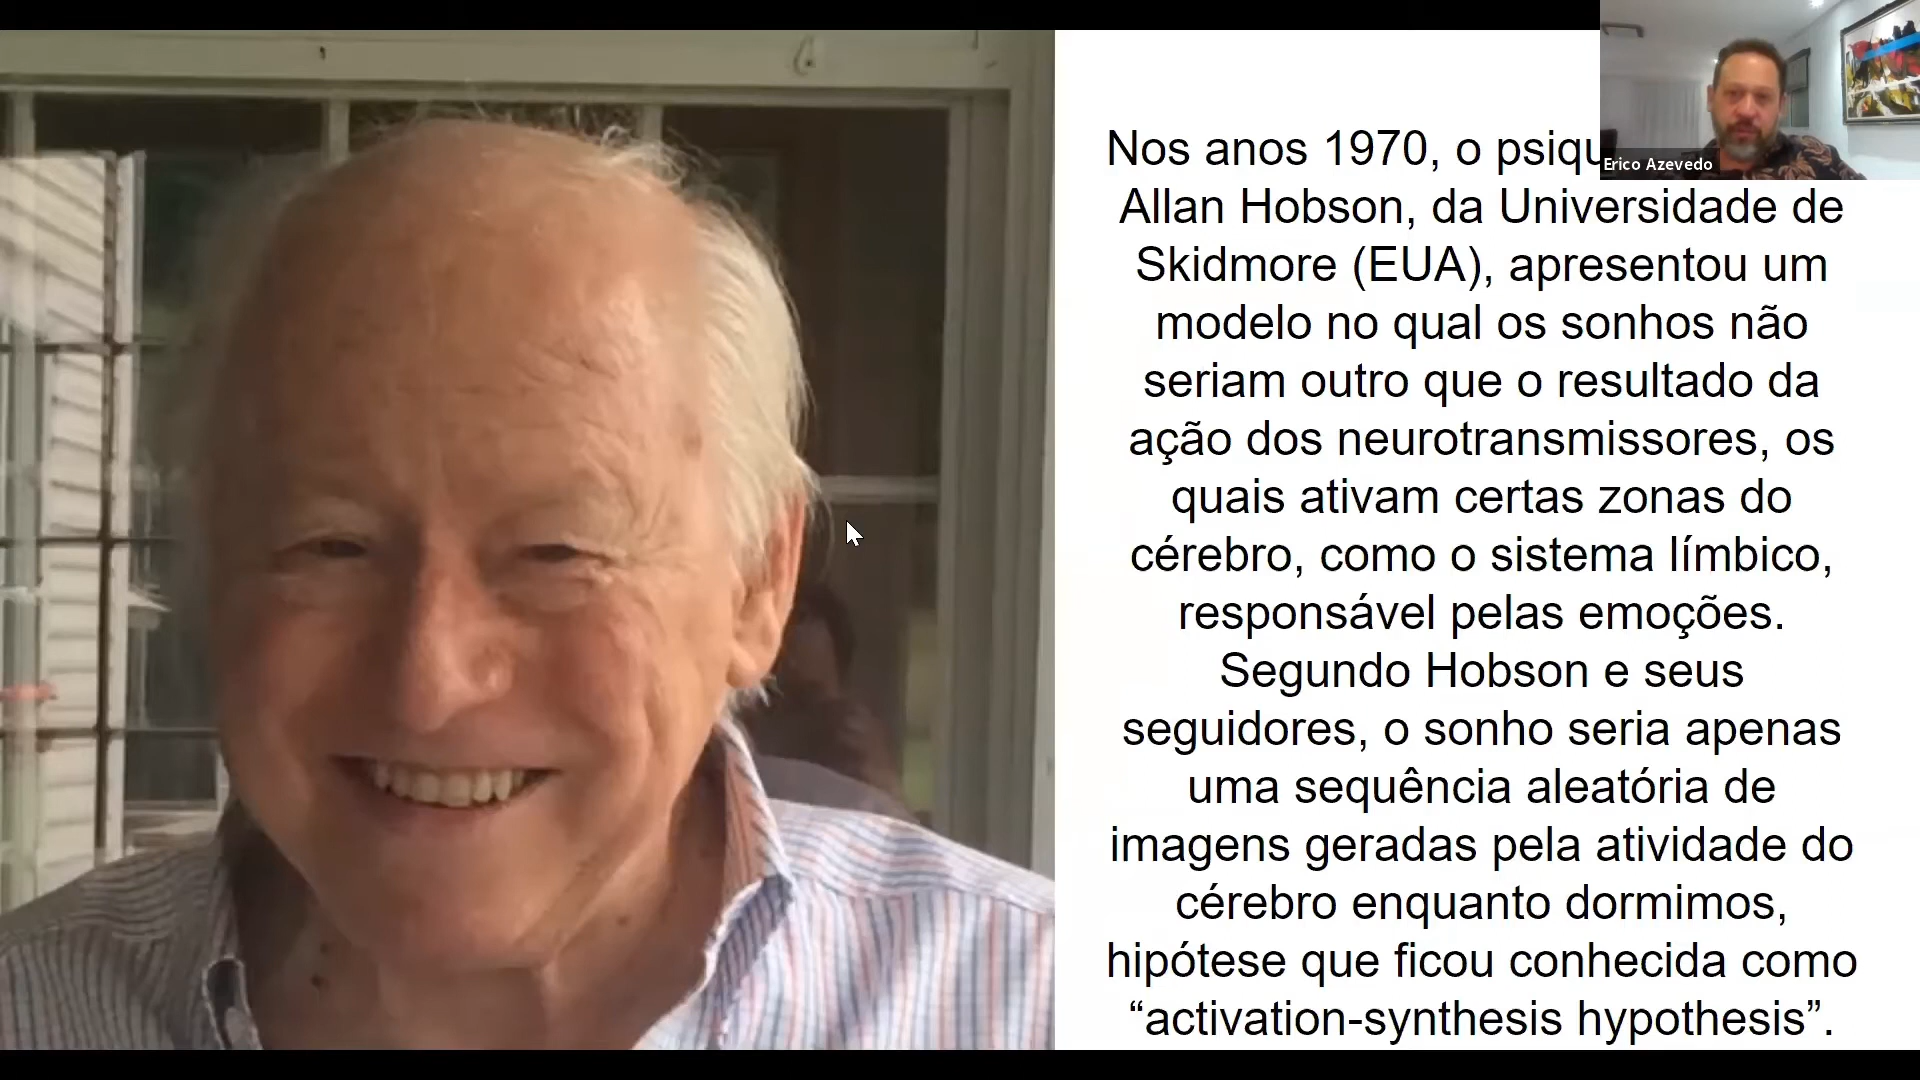 Nos anos 1970, o psiqu
Allan Hobson, da Universidade de
Skidmore (EUA), apresentou um
modelo no qual os sonhos não
seriam outro que o resultado da
ação dos neurotransmissores, os
quais ativam certas zonas do
cérebro, como o sistema límbico,
responsável pelas emoções.
Segundo Hobson e seus
seguidores, o sonho seria apenas
uma sequência aleatória de
imagens geradas pela atividade do
cérebro enquanto dormimos,
hipótese que ficou conhecida como
“activation-synthesis hypothesis”.
Erico Azevedo